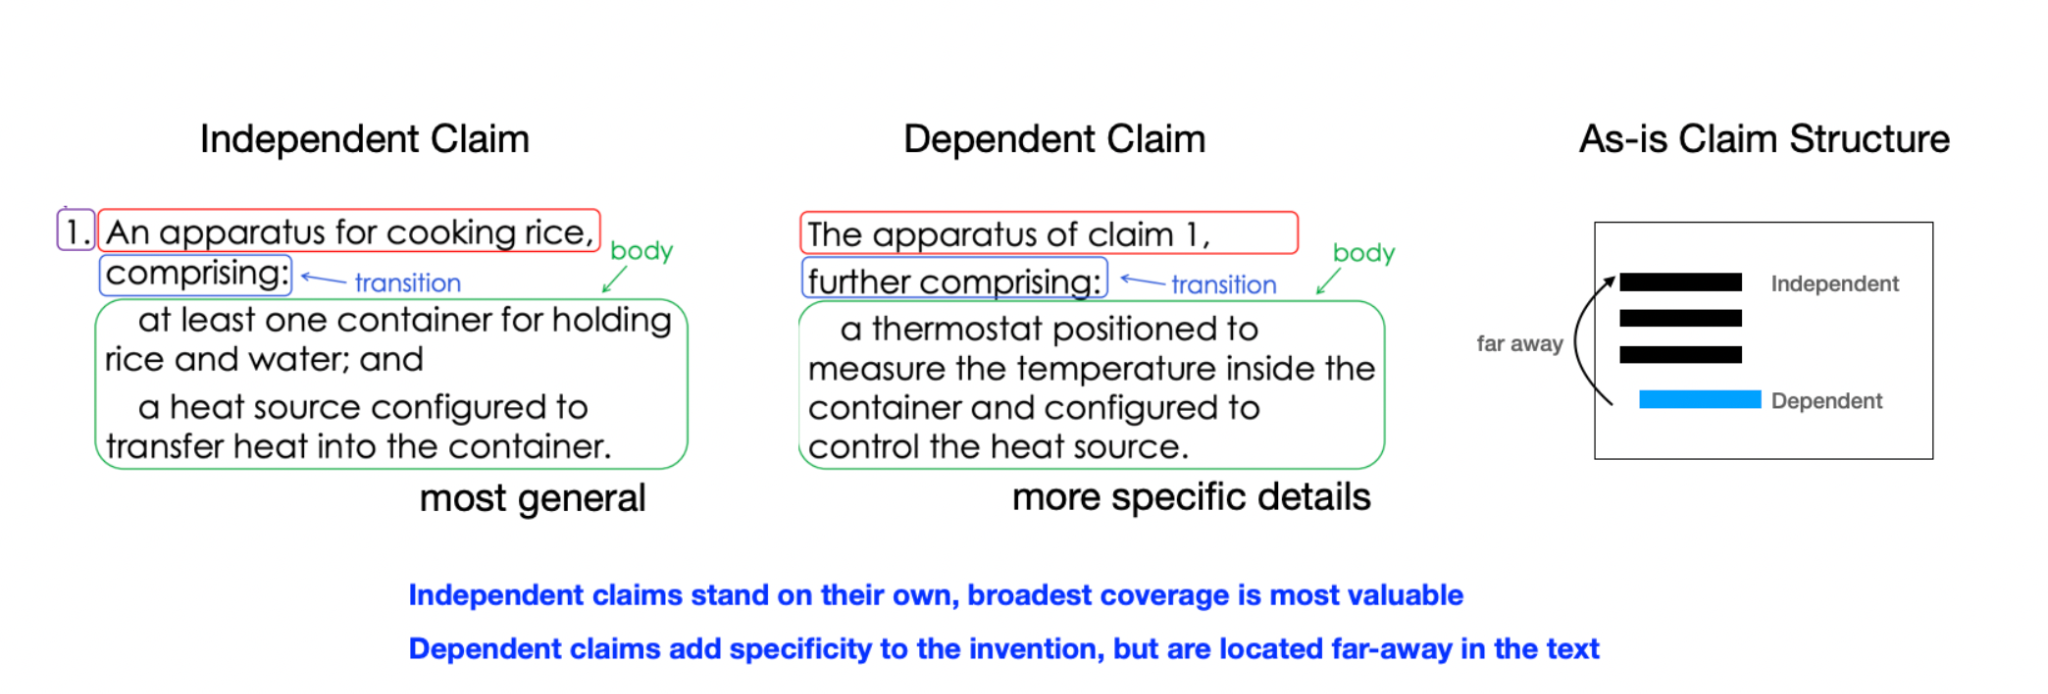 Independent Claim
1. An apparatus for cooking rice,
comprising:
transition
body
at least one container for holding
rice and water; and
a heat source configured to
transfer heat into the container.
most general
Dependent Claim
The apparatus of claim 1,
further comprising:
transition
body
a thermostat positioned to
measure the temperature inside the
container and configured to
control the heat source.
more specific details
As-is Claim Structure
Independent
far away
Dependent
Independent claims stand on their own, broadest coverage is most valuable
Dependent claims add specificity to the invention, but are located far-away in the text